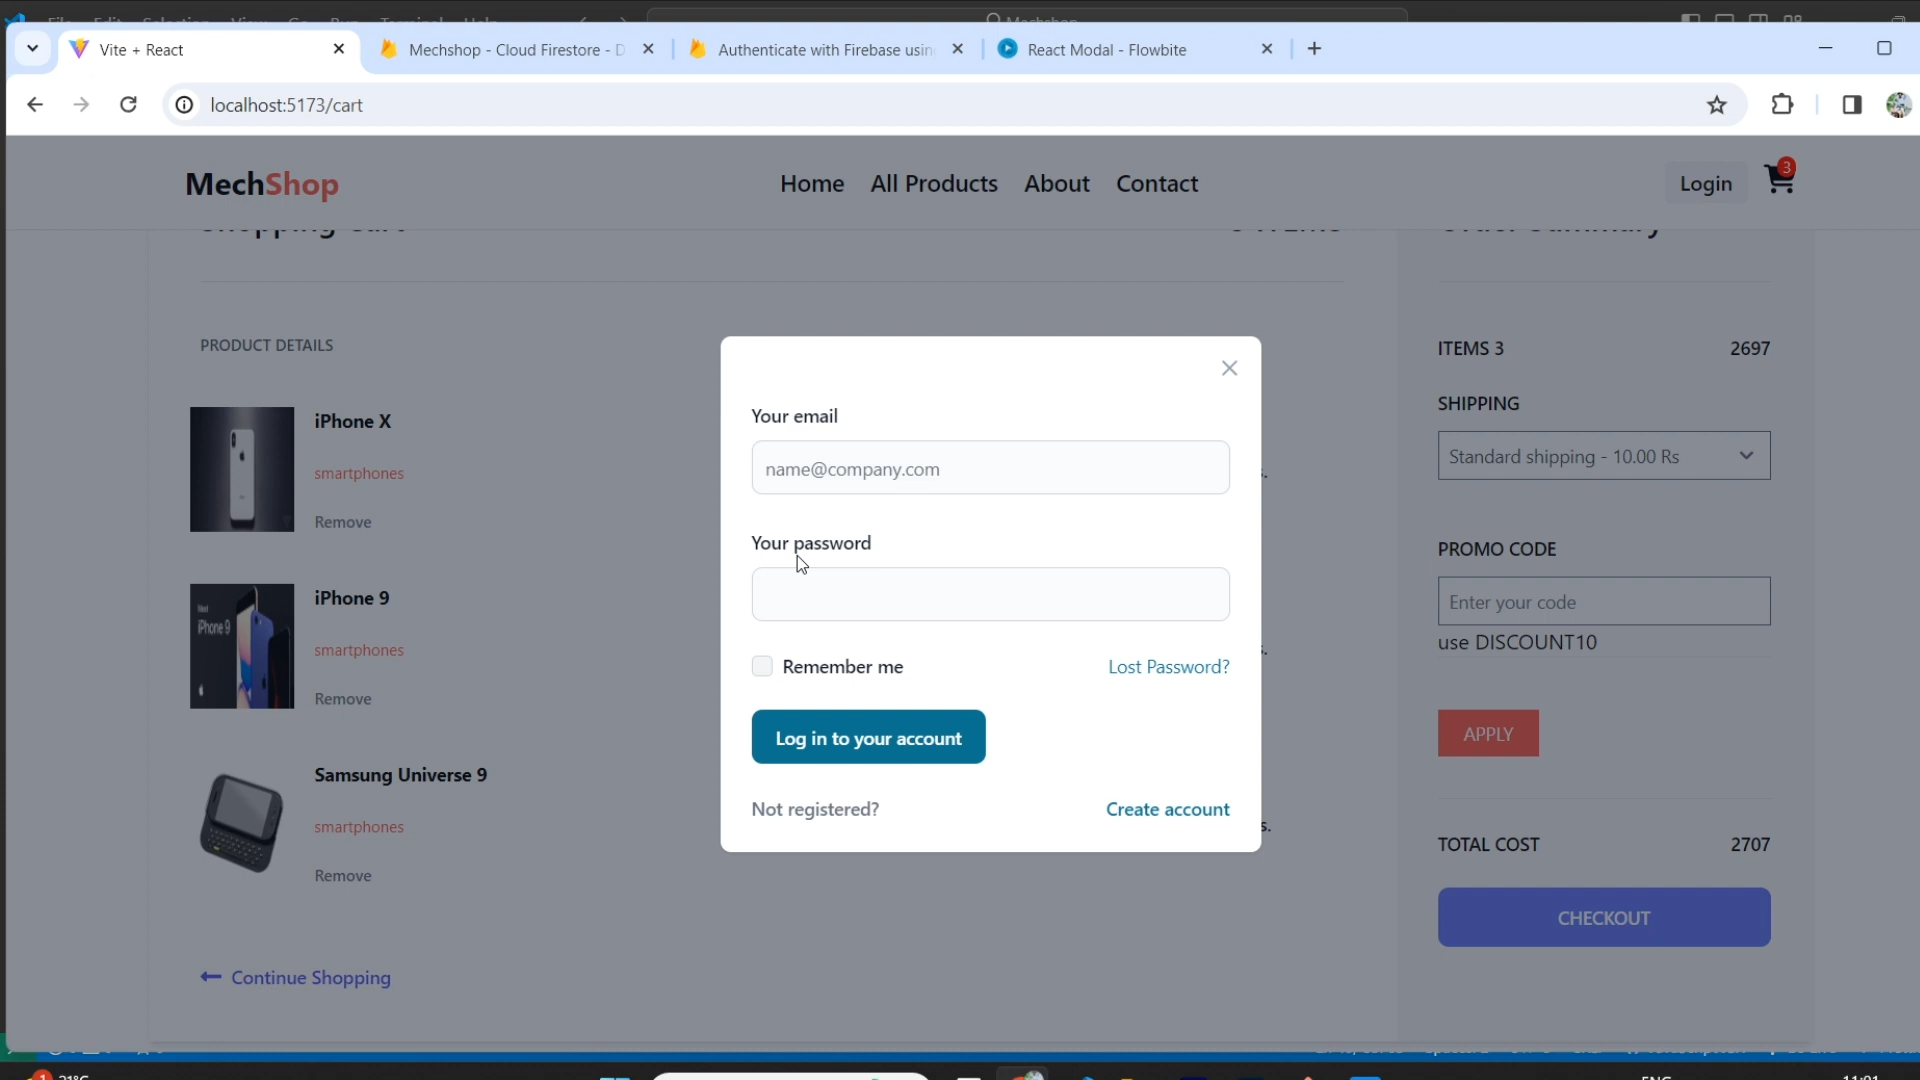 Vite + React
Mechshop - Cloud Firestore - D
Authenticate with Firebase usin
React Modal - Flowbite
localhost:5173/cart
MechShop
Home
All Products
About
Contact
Login
3
PRODUCT DETAILS
iPhone X
smartphones
Remove
iPhone 9
smartphones
Remove
Samsung Universe 9
smartphones
Remove
Continue Shopping
Your email
name@company.com
Your password
Remember me
Lost Password?
Log in to your account
Not registered?
Create account
s.
ITEMS 3
2697
SHIPPING
Standard shipping - 10.00 Rs
PROMO CODE
Enter your code
use DISCOUNT10
APPLY
TOTAL COST
2707
CHECKOUT